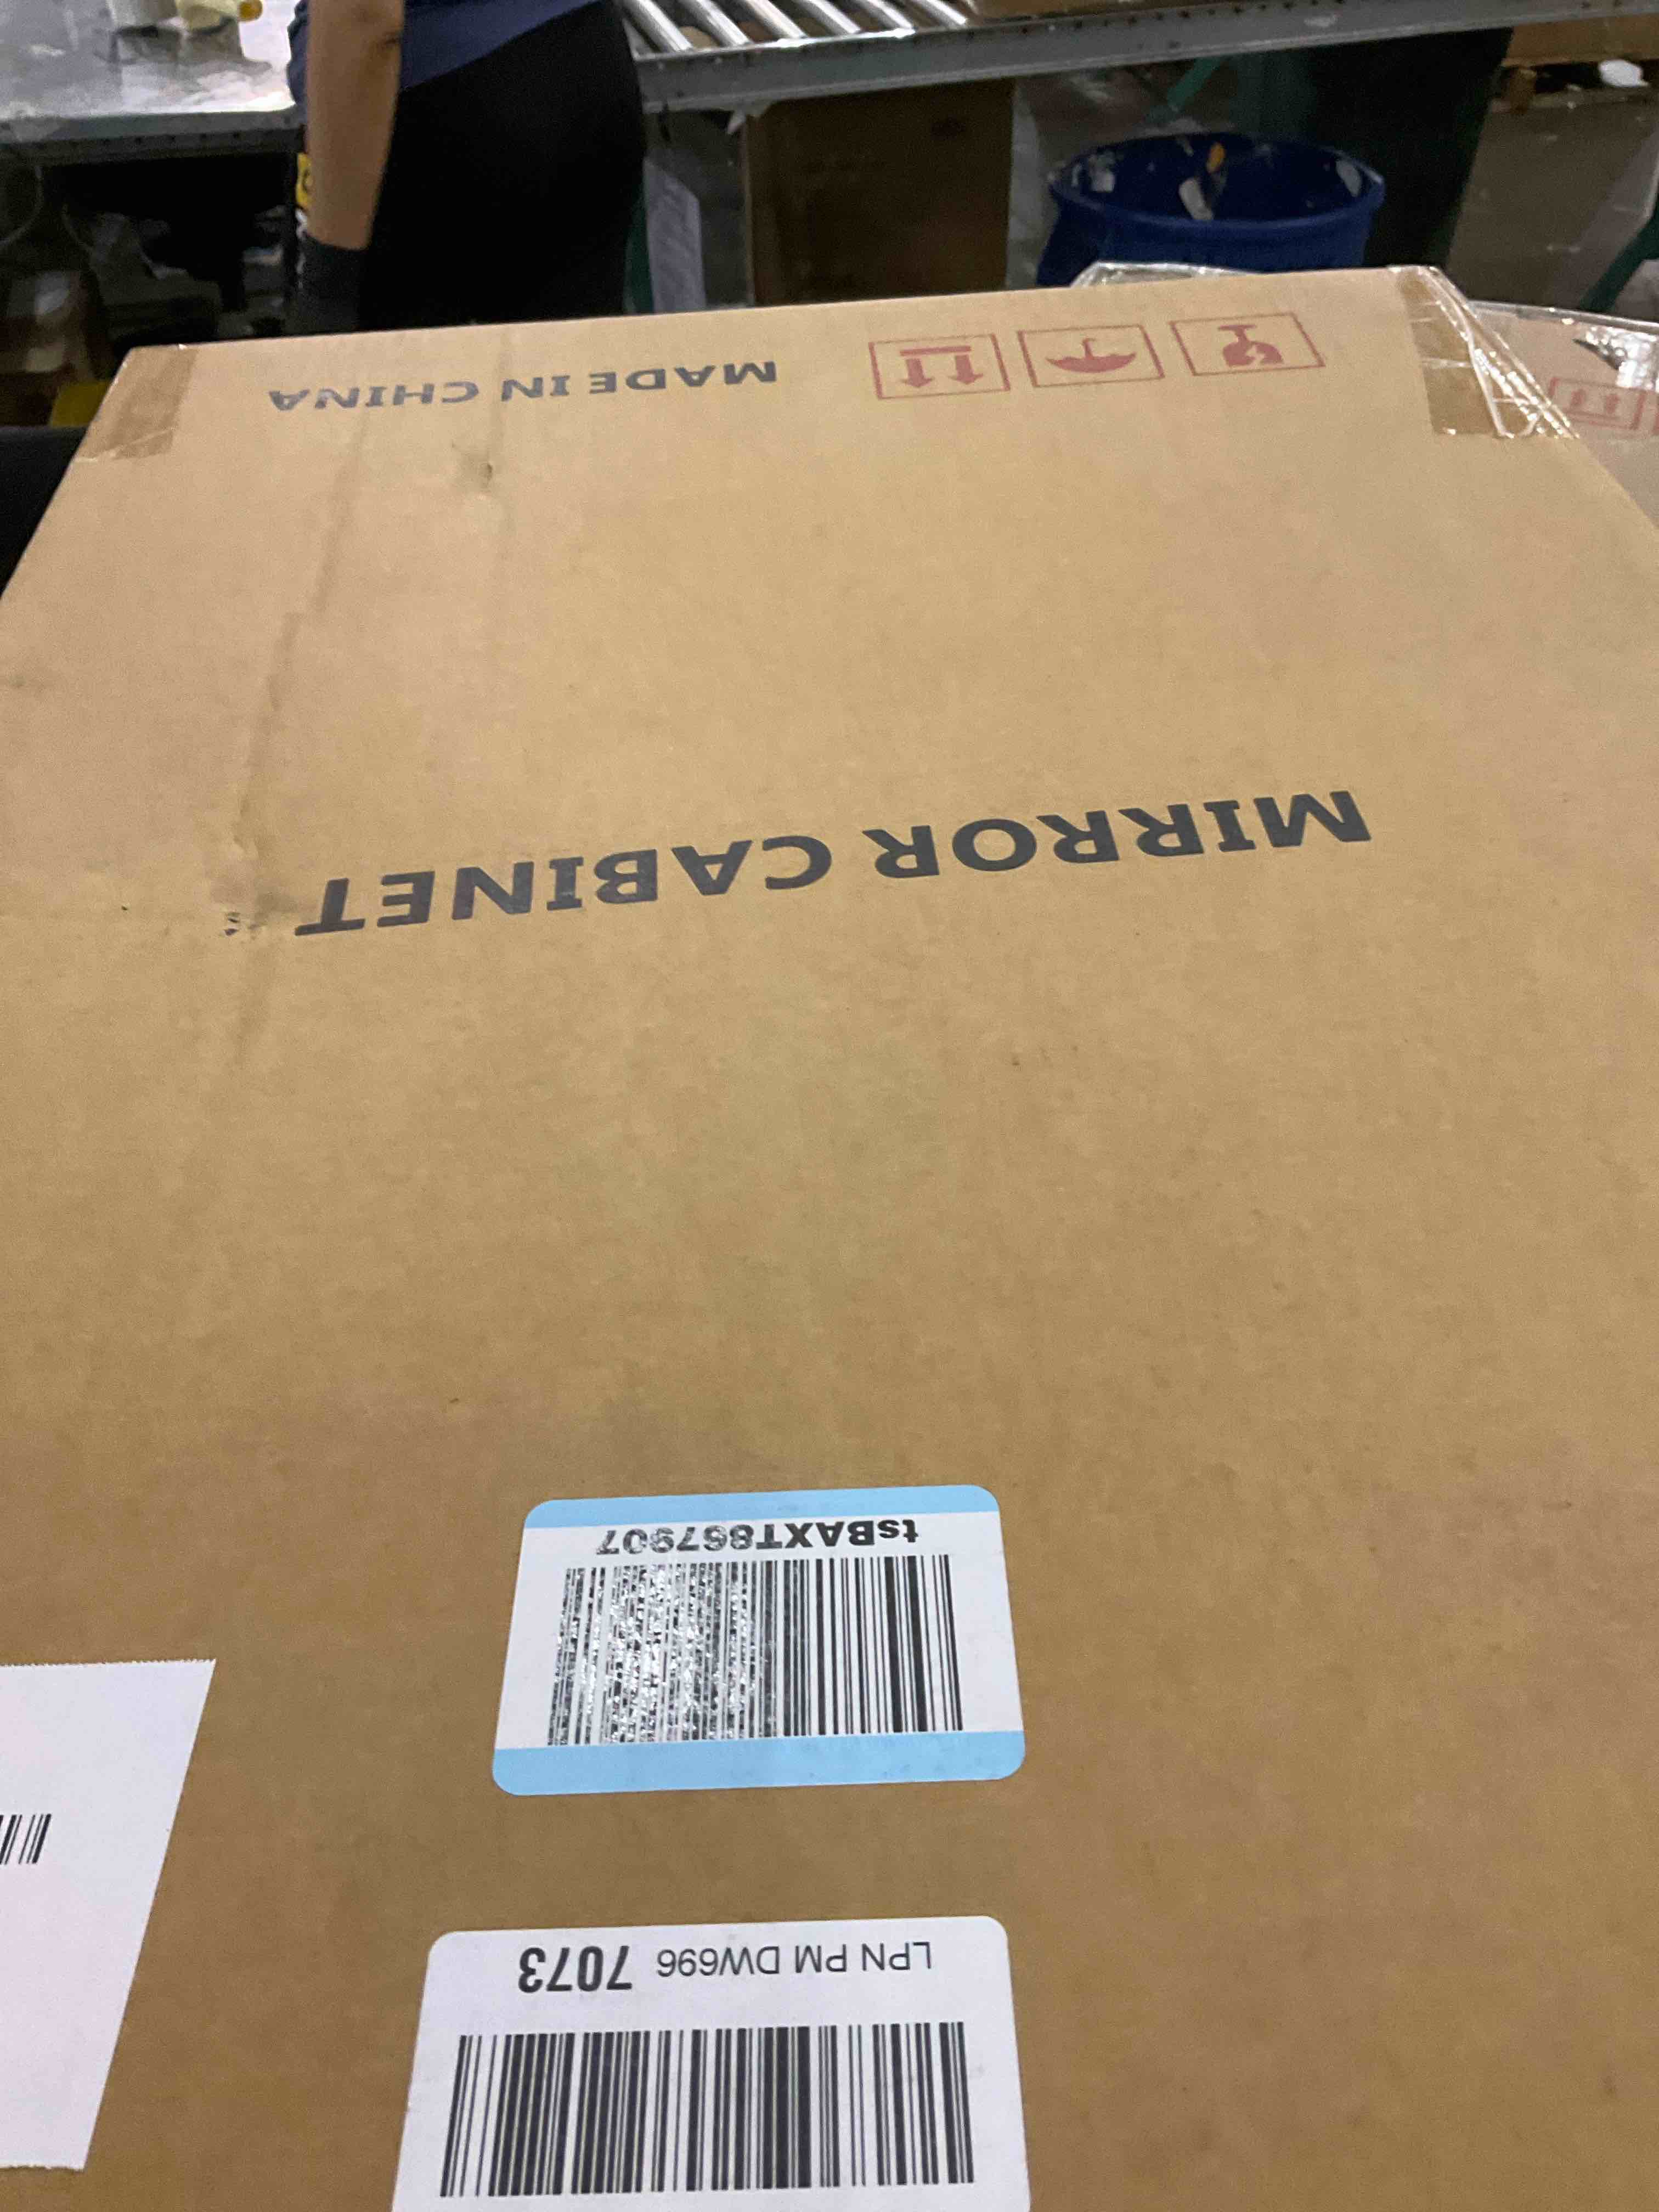 LPN PM DW696 7073
tsBAXT867907
MIRROR CABINET
MADE IN CHINA